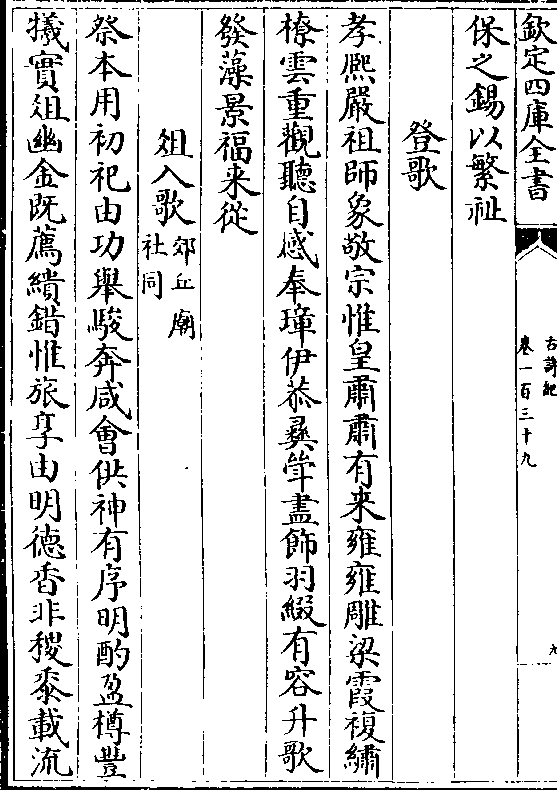 欽定四庫全書
古詩紀
卷一百三十九
九
保之錫以繁祉
登歌
孝熈嚴祖師象敬宗惟皇肅肅有来雍雍雕梁霞複繡
橑雲重觀聽自感奉璋伊恭彛斚盡飾羽綴有容升歌
發藻景福来從
俎入歌郊丘廟社同
祭本用初祀由功舉駿奔咸會供神有序明酌盈樽豐
犧實俎幽金既薦繢錯惟旅享由明德香非稷黍載流